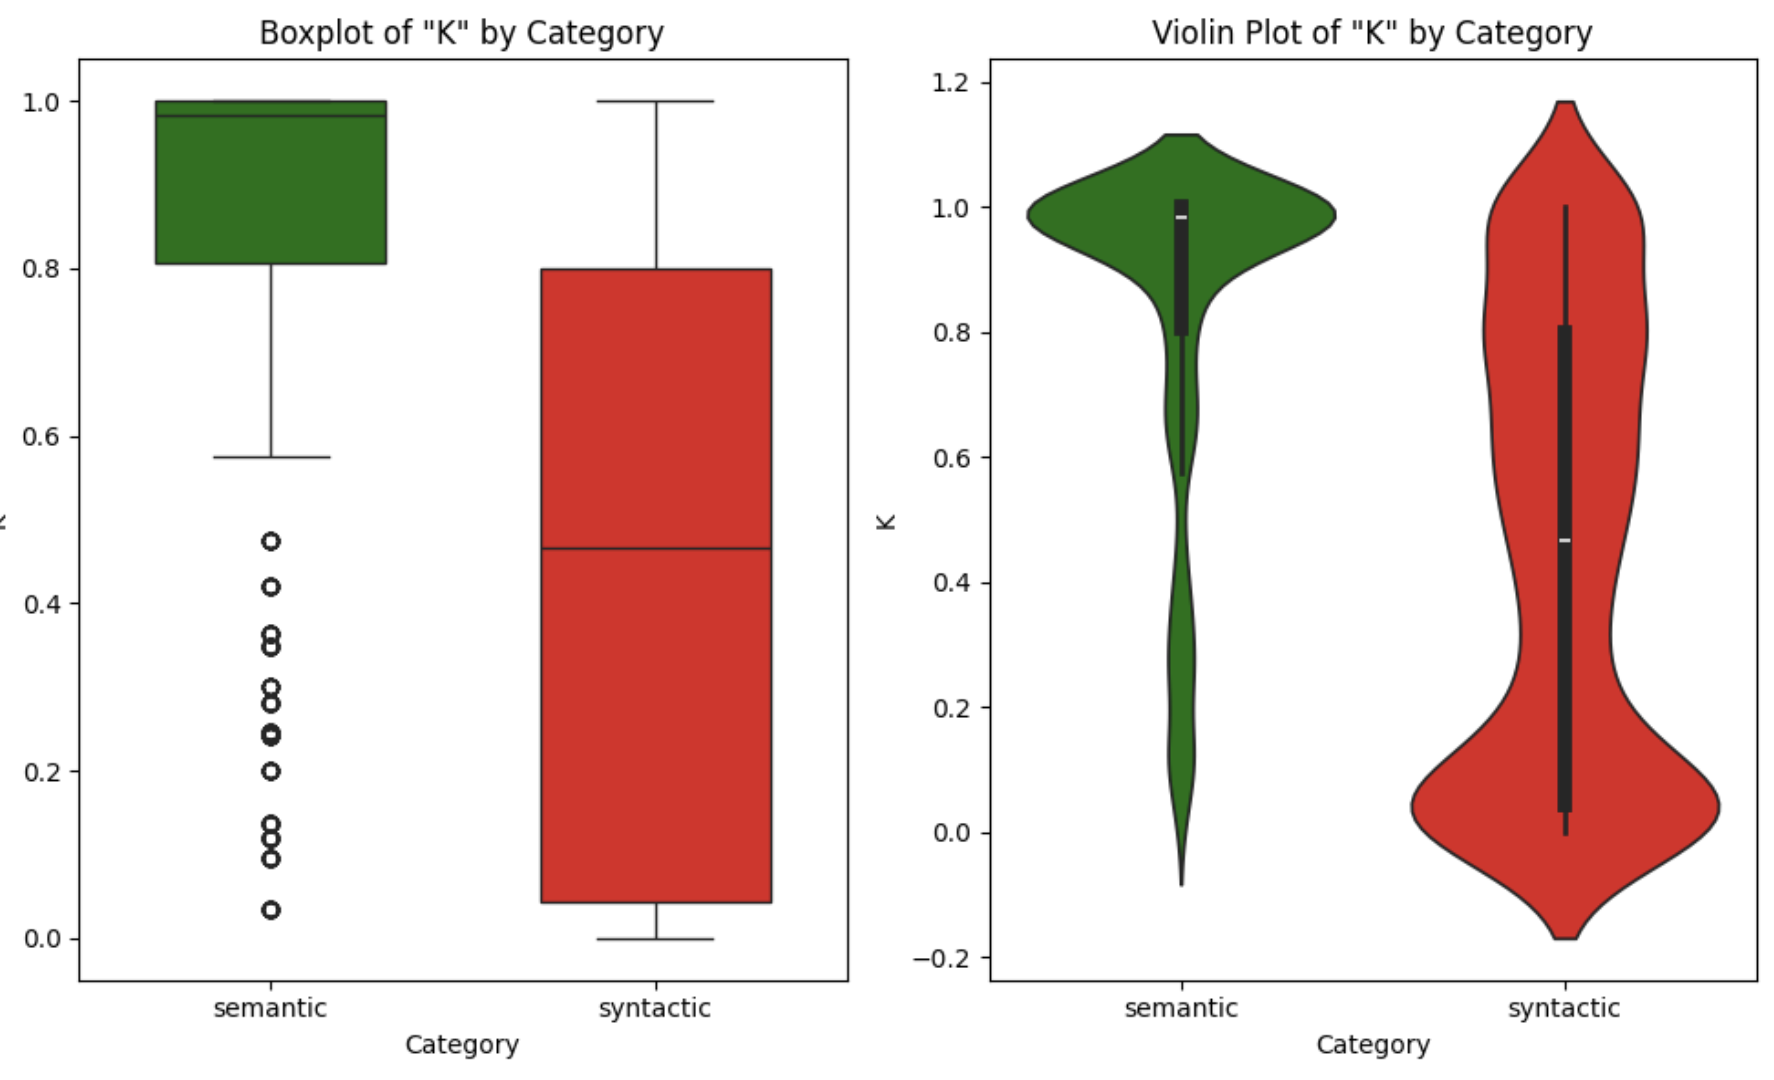 Boxplot of "K" by Category
1.0
0.8
0.6
0.4
0.2
0.0
semantic
syntactic
Category
Violin Plot of "K" by Category
K
1.2
1.0
0.8
0.6
0.4
0.2
0.0
−0.2
semantic
syntactic
Category